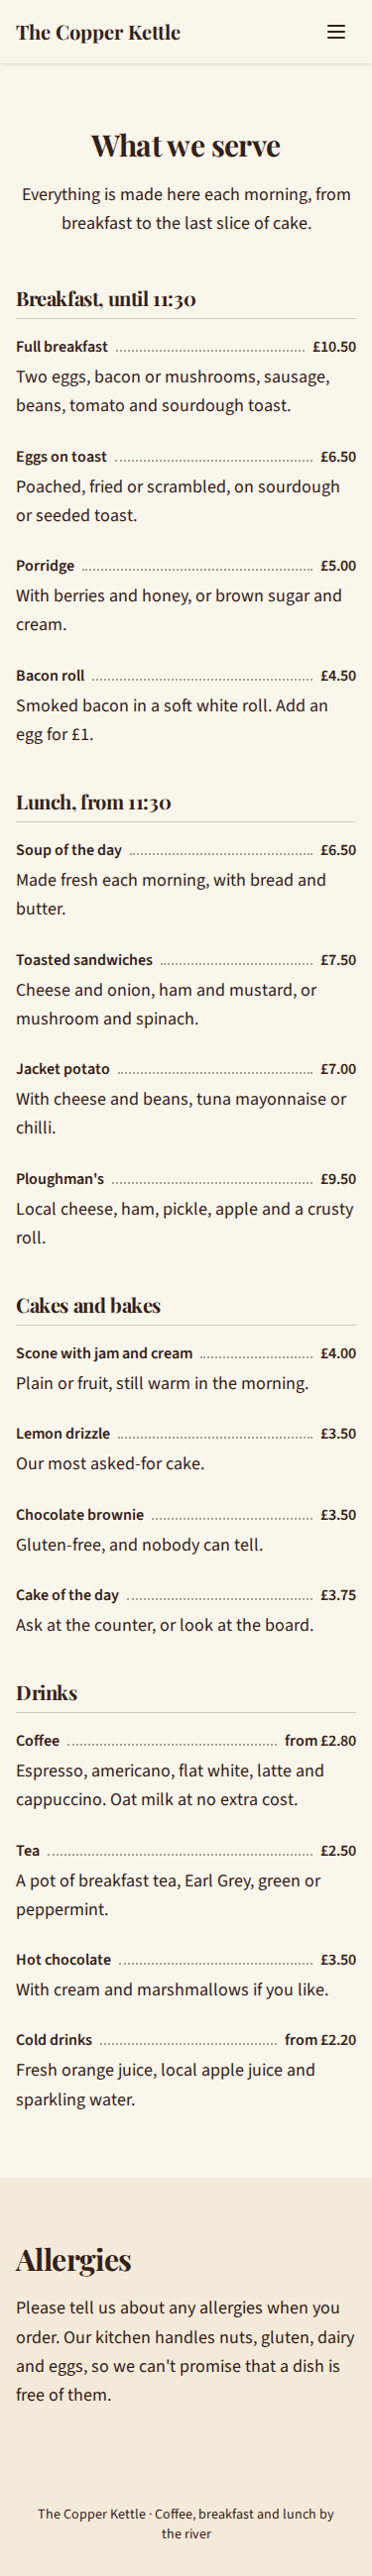 The Copper Kettle
What we serve
Everything is made here each morning, from
breakfast to the last slice of cake.
Breakfast, until 11:30
Full breakfast £10.50
Two eggs, bacon or mushrooms, sausage,
beans, tomato and sourdough toast.
Eggs on toast £6.50
Poached, fried or scrambled, on sourdough
or seeded toast.
Porridge £5.00
With berries and honey, or brown sugar and
cream.
Bacon roll £4.50
Smoked bacon in a soft white roll. Add an
egg for £1.
Lunch, from 11:30
Soup of the day £6.50
Made fresh each morning, with bread and
butter.
Toasted sandwiches £7.50
Cheese and onion, ham and mustard, or
mushroom and spinach.
Jacket potato £7.00
With cheese and beans, tuna mayonnaise or
chilli.
Ploughman's £9.50
Local cheese, ham, pickle, apple and a crusty
roll.
Cakes and bakes
Scone with jam and cream £4.00
Plain or fruit, still warm in the morning.
Lemon drizzle £3.50
Our most asked-for cake.
Chocolate brownie £3.50
Gluten-free, and nobody can tell.
Cake of the day £3.75
Ask at the counter, or look at the board.
Drinks
Coffee from £2.80
Espresso, americano, flat white, latte and
cappuccino. Oat milk at no extra cost.
Tea £2.50
A pot of breakfast tea, Earl Grey, green or
peppermint.
Hot chocolate £3.50
With cream and marshmallows if you like.
Cold drinks from £2.20
Fresh orange juice, local apple juice and
sparkling water.
Allergies
Please tell us about any allergies when you
order. Our kitchen handles nuts, gluten, dairy
and eggs, so we can't promise that a dish is
free of them.
The Copper Kettle · Coffee, breakfast and lunch by
the river